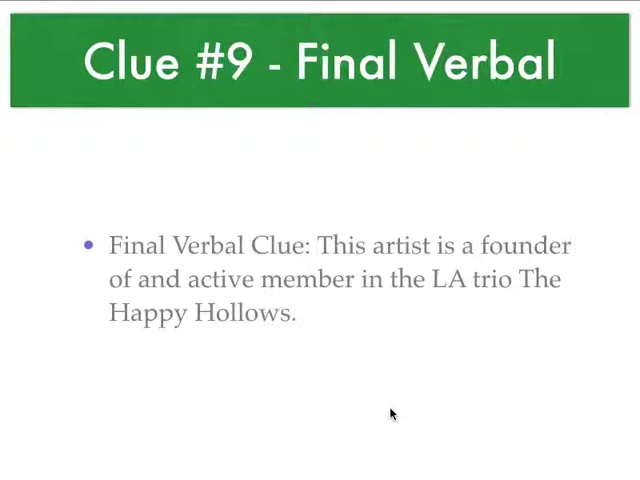 Clue #9 - Final Verbal
• Final Verbal Clue: This artist is a founder
of and active member in the LA trio The
Happy Hollows.